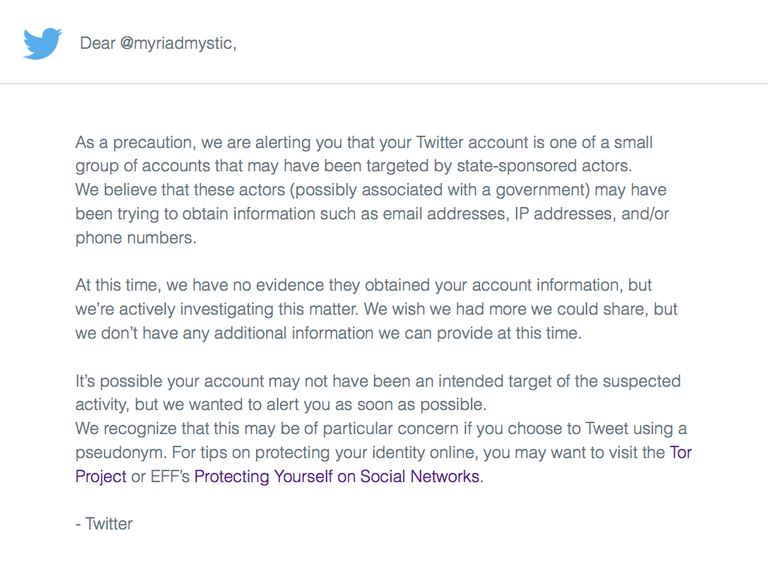 Dear @myriadmystic,
As a precaution, we are alerting you that your Twitter account is one of a small
group of accounts that may have been targeted by state-sponsored actors.
We believe that these actors (possibly associated with a government) may have
been trying to obtain information such as email addresses, IP addresses, and/or
phone numbers.
At this time, we have no evidence they obtained your account information, but
we’re actively investigating this matter. We wish we had more we could share, but
we don’t have any additional information we can provide at this time.
It’s possible your account may not have been an intended target of the suspected
activity, but we wanted to alert you as soon as possible.
We recognize that this may be of particular concern if you choose to Tweet using a
pseudonym. For tips on protecting your identity online, you may want to visit the Tor
Project or EFF’s Protecting Yourself on Social Networks.
- Twitter